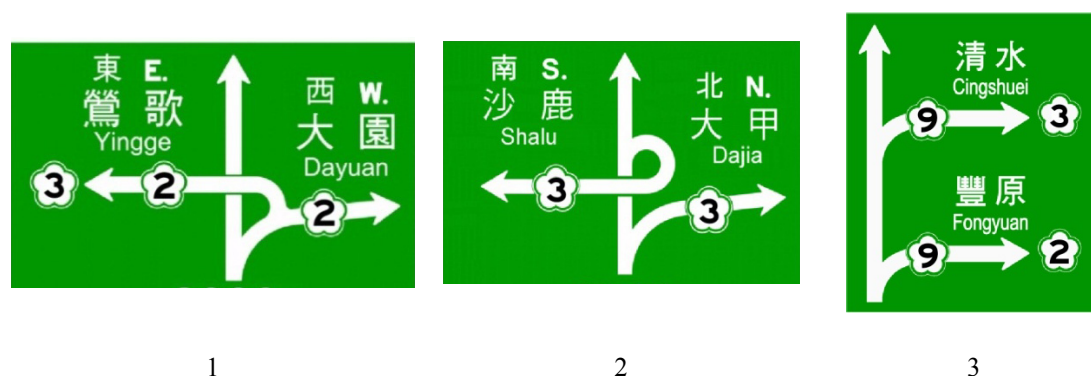 東 E.
鶯歌
Yingge
3
2
西 W.
大園
Dayuan
2
1
南 S.
沙鹿
Shalu
3
北 N.
大甲
Dajia
3
2
清水
Cingshuei
9
3
豐原
Fongyuan
9
2
3